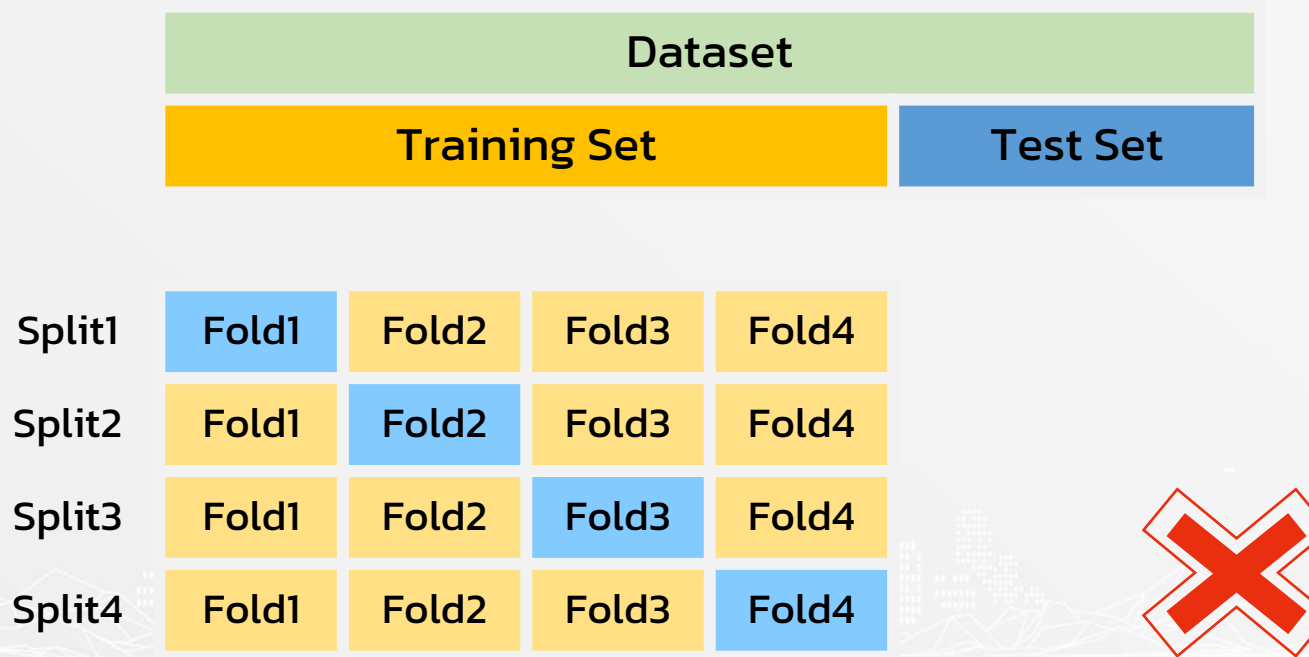 Dataset
Training Set Test Set
Split1 Fold1 Fold2 Fold3 Fold4
Split2 Fold1 Fold2 Fold3 Fold4
Split3 Fold1 Fold2 Fold3 Fold4
Split4 Fold1 Fold2 Fold3 Fold4